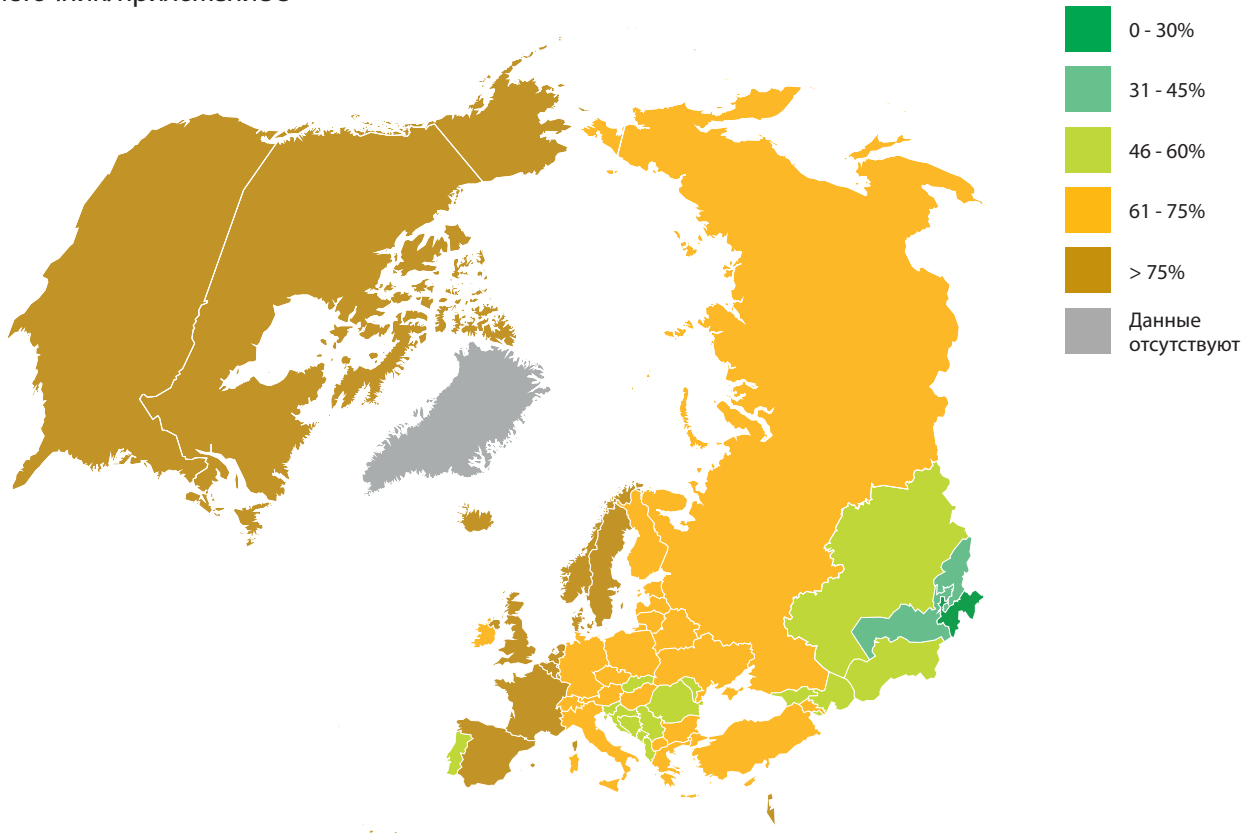 0 - 30%
31 - 45%
46 - 60%
61 - 75%
> 75%
Данные
отсутствуют